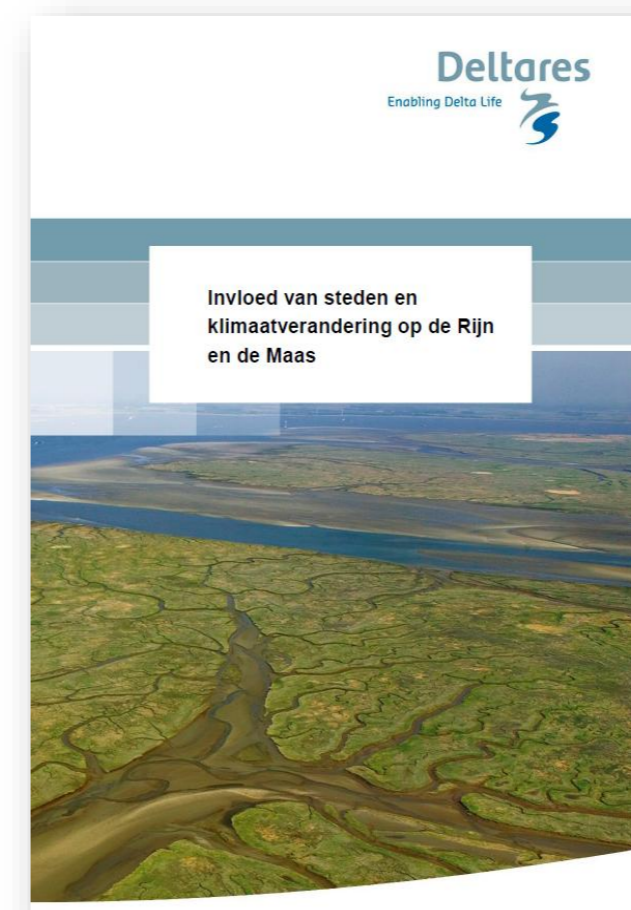 Deltares
Enabling Delta Life
Invloed van steden en
klimaatverandering op de Rijn
en de Maas